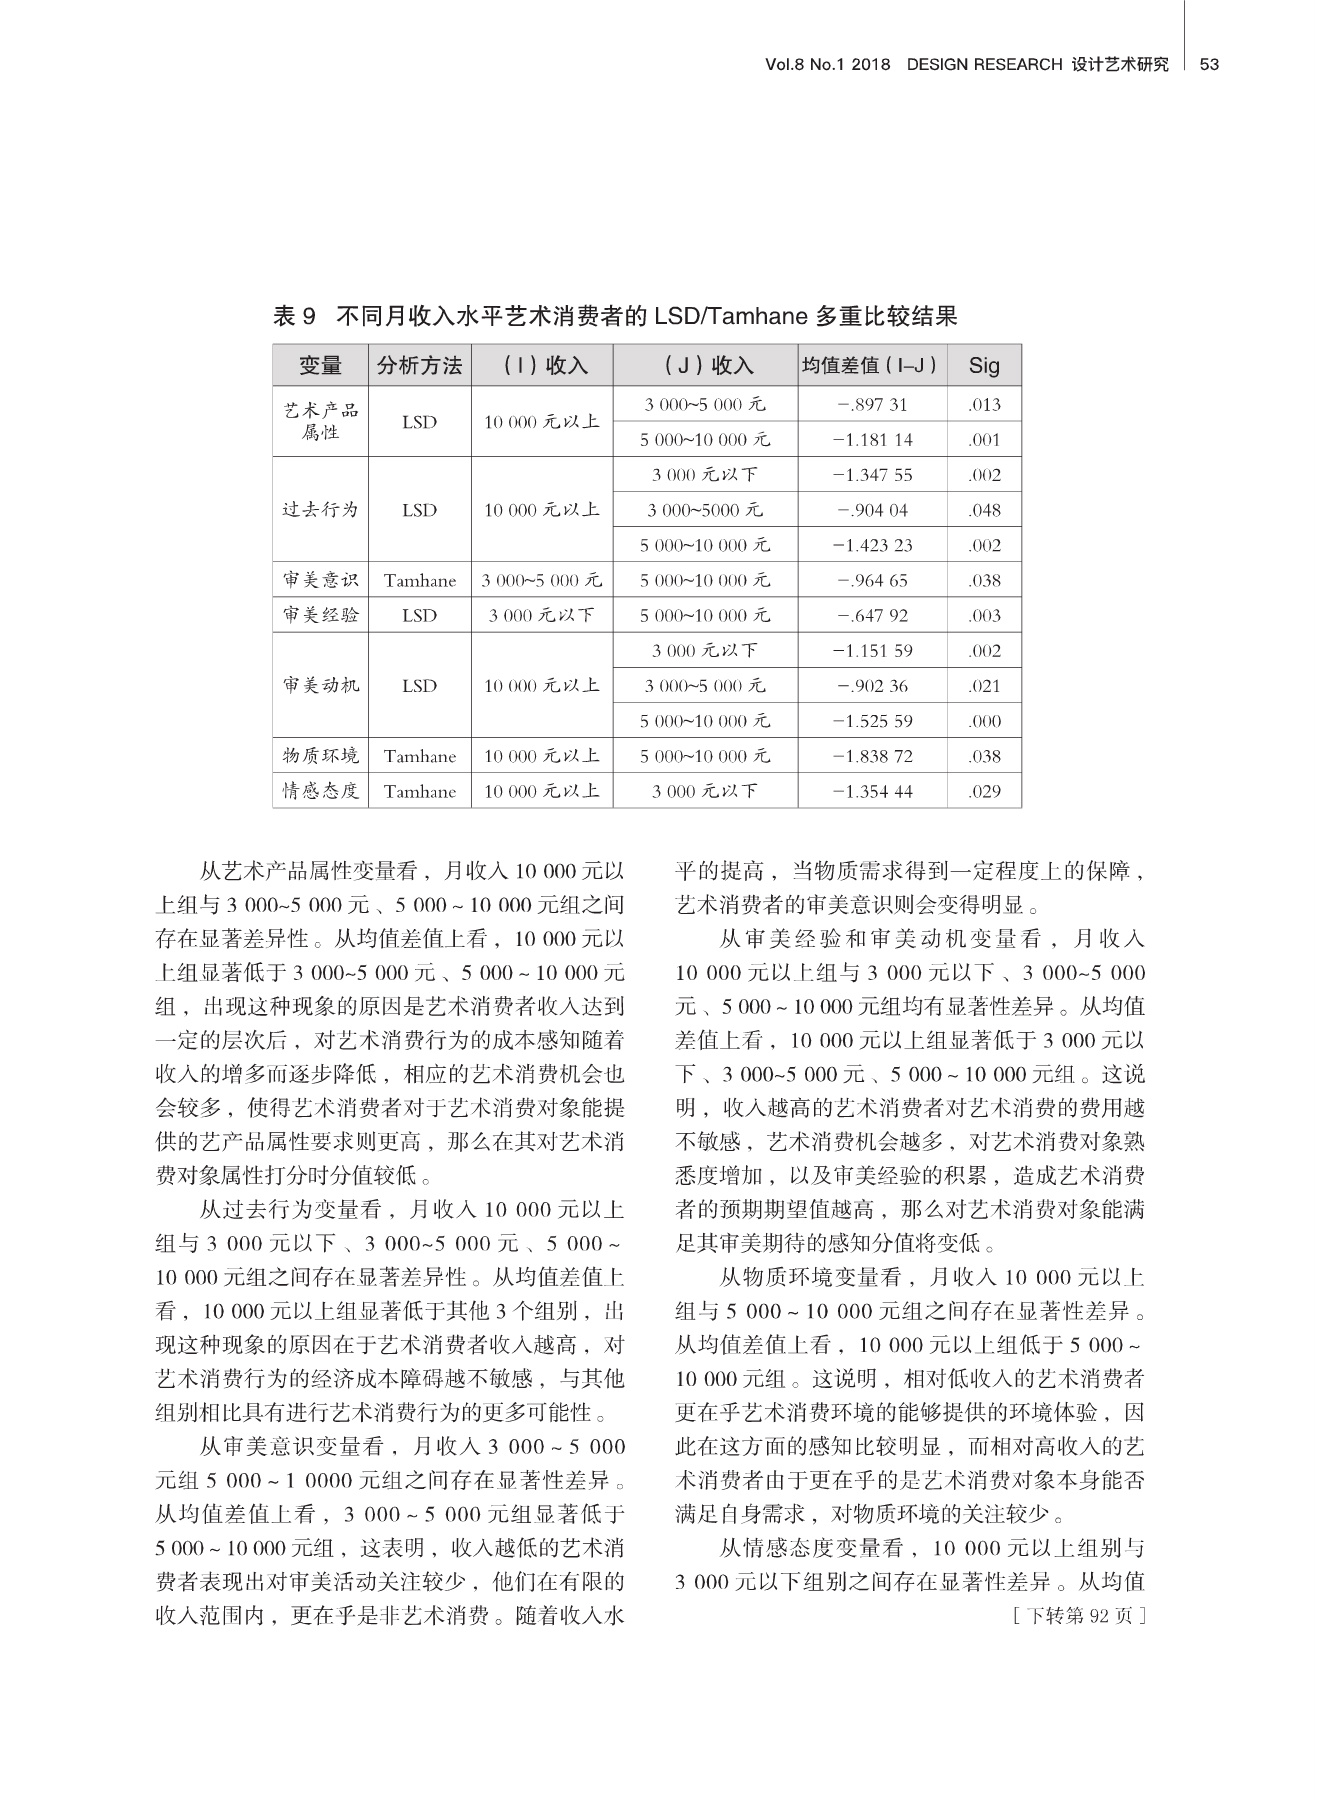 Vol.8 No.1 2018 DESIGN RESEARCH 设计艺术研究 53
表 9 不同月收入水平艺术消费者的 LSD/Tamhane 多重比较结果
变量 分析方法 （I）收入 （J）收入 均值差值（I–J） Sig
艺术产品属性 LSD 10 000 元以上 3 000~5 000 元 −.897 31 .013
5 000~10 000 元 −1.181 14 .001
过去行为 LSD 10 000 元以上 3 000 元以下 −1.347 55 .002
3 000~5000 元 −.904 04 .048
5 000~10 000 元 −1.423 23 .002
审美意识 Tamhane 3 000~5 000 元 5 000~10 000 元 −.964 65 .038
审美经验 LSD 3 000 元以下 5 000~10 000 元 −.647 92 .003
审美动机 LSD 10 000 元以上 3 000 元以下 −1.151 59 .002
3 000~5 000 元 −.902 36 .021
5 000~10 000 元 −1.525 59 .000
物质环境 Tamhane 10 000 元以上 5 000~10 000 元 −1.838 72 .038
情感态度 Tamhane 10 000 元以上 3 000 元以下 −1.354 44 .029
从艺术产品属性变量看，月收入 10 000 元以
上组与 3 000~5 000 元、5 000 ~ 10 000 元组之间
存在显著差异性。从均值差值上看，10 000 元以
上组显著低于 3 000~5 000 元、5 000 ~ 10 000 元
组，出现这种现象的原因是艺术消费者收入达到
一定的层次后，对艺术消费行为的成本感知随着
收入的增多而逐步降低，相应的艺术消费机会也
会较多，使得艺术消费者对于艺术消费对象能提
供的艺产品属性要求则更高，那么在其对艺术消
费对象属性打分时分值较低。
从过去行为变量看，月收入 10 000 元以上
组与 3 000 元以下、3 000~5 000 元、5 000 ~
10 000 元组之间存在显著差异性。从均值差值上
看，10 000 元以上组显著低于其他 3 个组别，出
现这种现象的原因在于艺术消费者收入越高，对
艺术消费行为的经济成本障碍越不敏感，与其他
组别相比具有进行艺术消费行为的更多可能性。
从审美意识变量看，月收入 3 000 ~ 5 000
元组 5 000 ~ 1 0000 元组之间存在显著性差异。
从均值差值上看，3 000 ~ 5 000 元组显著低于
5 000 ~ 10 000 元组，这表明，收入越低的艺术消
费者表现出对审美活动关注较少，他们在有限的
收入范围内，更在乎是非艺术消费。随着收入水
平的提高，当物质需求得到一定程度上的保障，
艺术消费者的审美意识则会变得明显。
从审美经验和审美动机变量看，月收入
10 000 元以上组与 3 000 元以下、3 000~5 000
元、5 000 ~ 10 000 元组均有显著性差异。从均值
差值上看，10 000 元以上组显著低于 3 000 元以
下、3 000~5 000 元、5 000 ~ 10 000 元组。这说
明，收入越高的艺术消费者对艺术消费的费用越
不敏感，艺术消费机会越多，对艺术消费对象熟
悉度增加，以及审美经验的积累，造成艺术消费
者的预期期望值越高，那么对艺术消费对象能满
足其审美期待的感知分值将变低。
从物质环境变量看，月收入 10 000 元以上
组与 5 000 ~ 10 000 元组之间存在显著性差异。
从均值差值上看，10 000 元以上组低于 5 000 ~
10 000 元组。这说明，相对低收入的艺术消费者
更在乎艺术消费环境的能够提供的环境体验，因
此在这方面的感知比较明显，而相对高收入的艺
术消费者由于更在乎的是艺术消费对象本身能否
满足自身需求，对物质环境的关注较少。
从情感态度变量看，10 000 元以上组别与
3 000 元以下组别之间存在显著性差异。从均值
［下转第 92 页］